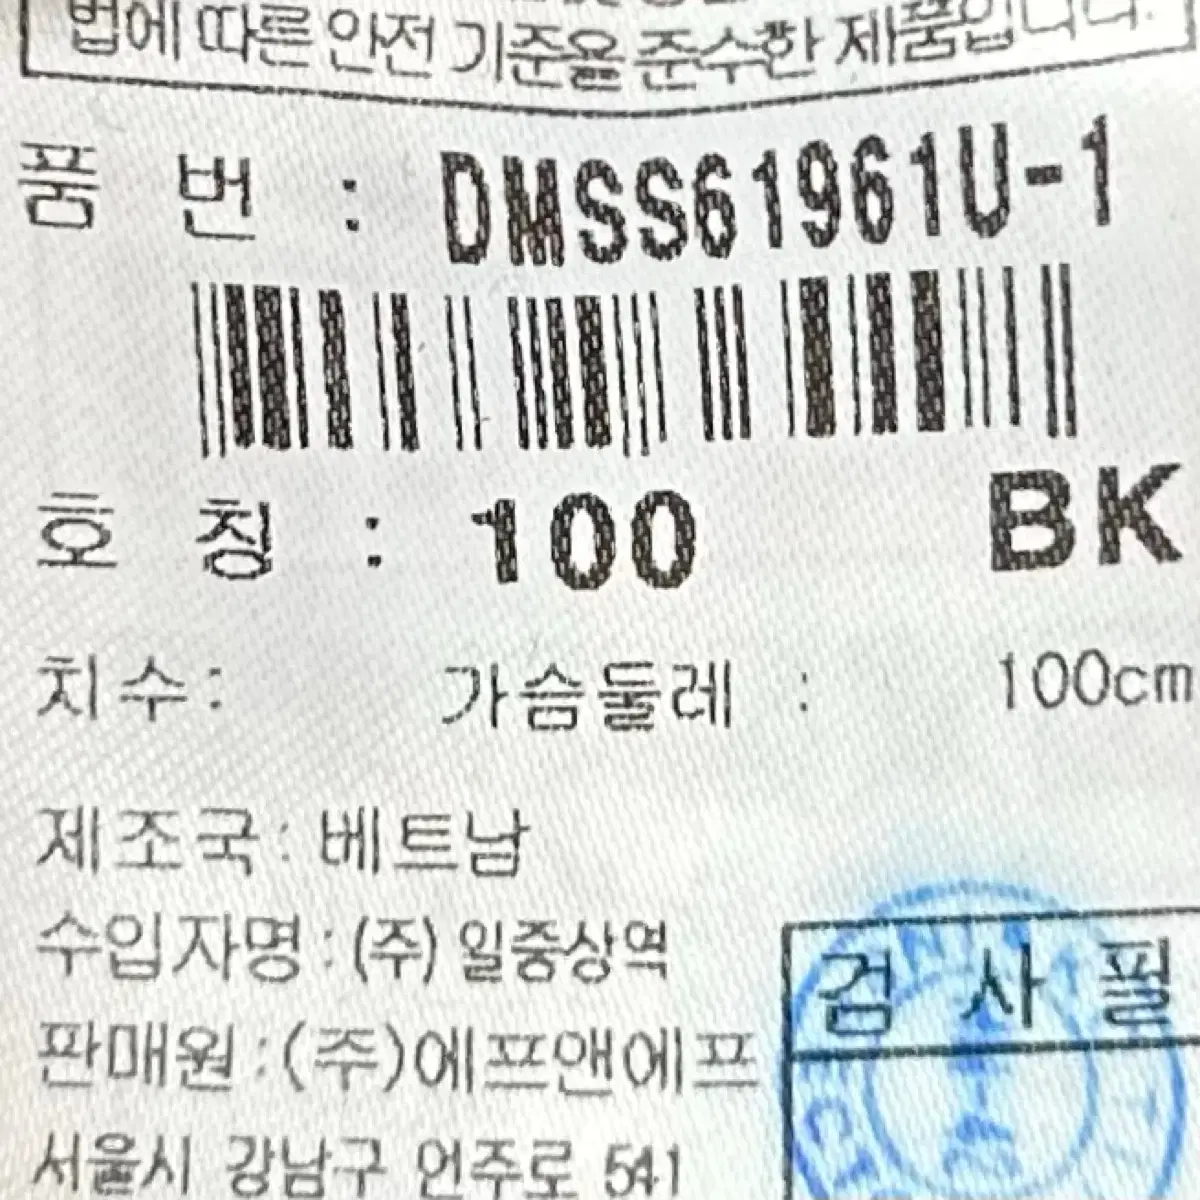 법에 따른 안전 기준을 준수한 제품입니다.
품 번 : DMSS61961U-1
호 칭 : 100 BK
치수: 가슴둘레 : 100cm
제조국: 베트남
수입자명: (주) 일중상역
검 사 필
판매원: (주)에프앤에프
서울시 강남구 언주로 541